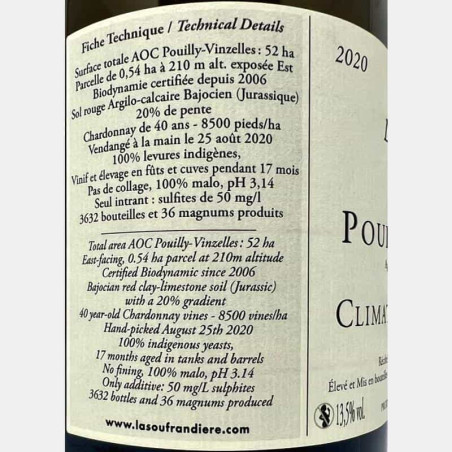 Fiche Technique / Technical Details
Surface totale AOC Pouilly-Vinzelles : 52 ha
Parcelle de 0,54 ha à 210 m alt. exposée Est
Biodynamie certifiée depuis 2006
Sol rouge Argilo-calcaire Bajocien (Jurassique)
20% de pente
Chardonnay de 40 ans - 8500 pieds/ha
Vendangé à la main le 25 août 2020
100% levures indigènes,
Vinif et élevage en fûts et cuves pendant 17 mois
Pas de collage, 100% malo, pH 3,14
Seul intrant : sulfites de 50 mg/l
3632 bouteilles et 36 magnums produits
Total area AOC Pouilly-Vinzelles : 52 ha
East-facing, 0.54 ha parcel at 210m altitude
Certified Biodynamic since 2006
Bajocian red clay-limestone soil (Jurassic)
with a 20% gradient
40 year-old Chardonnay vines - 8500 vines/ha
Hand-picked August 25th 2020
100% indigenous yeasts,
17 months aged in tanks and barrels
No fining, 100% malo, pH 3.14
Only additive: 50 mg/L sulphites
3632 bottles and 36 magnums produced
www.lasoufrandiere.com
2020
L
POUI
CLIMA
Élevé et Mis en boutei
13,5% vol.